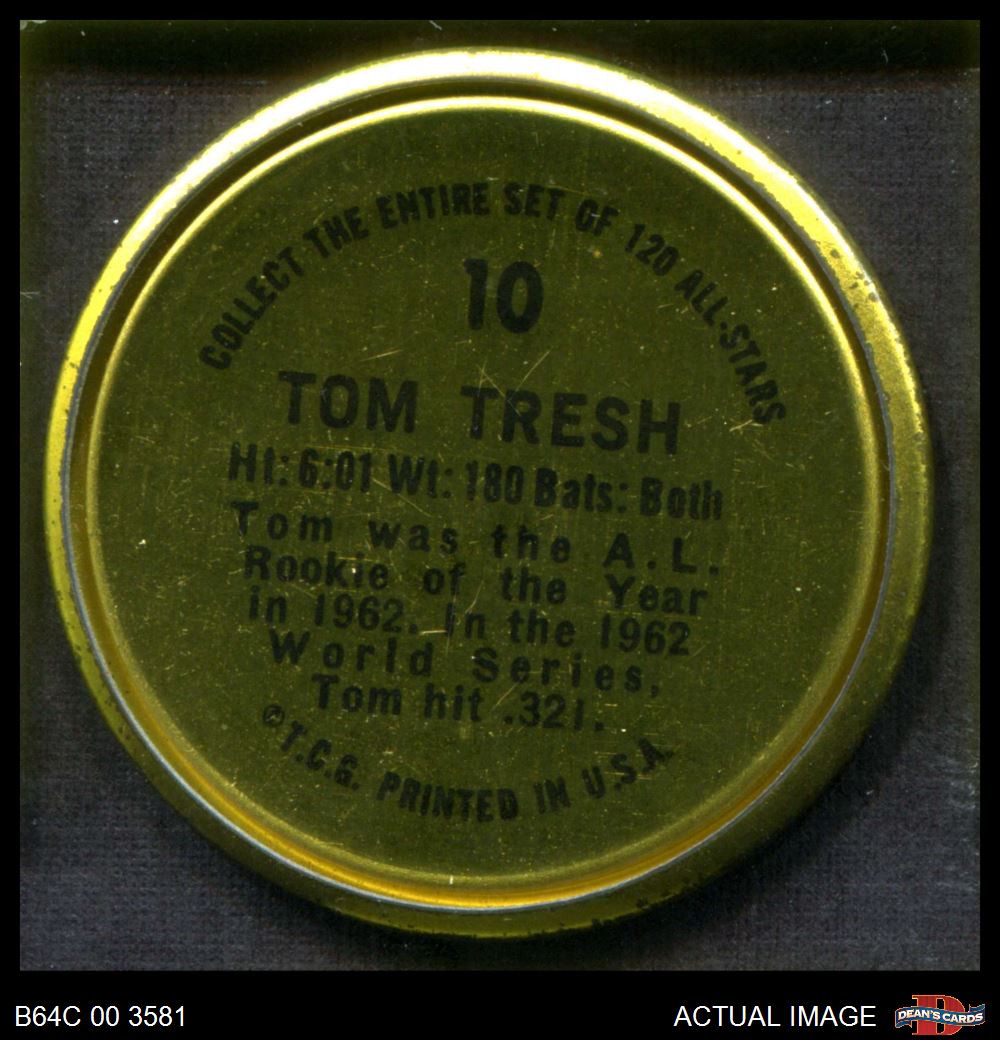 COLLECT THE ENTIRE SET OF 120 ALL-STARS
10
TOM TRESH
Ht: 6:01 Wt: 180 Bats: Both
Tom was the A.L.
Rookie of the Year
in 1962. In the 1962
World Series,
Tom hit .321.
© T.C.G. PRINTED IN U.S.A.
B64C 00 3581
ACTUAL IMAGE
D
DEAN'S CARDS